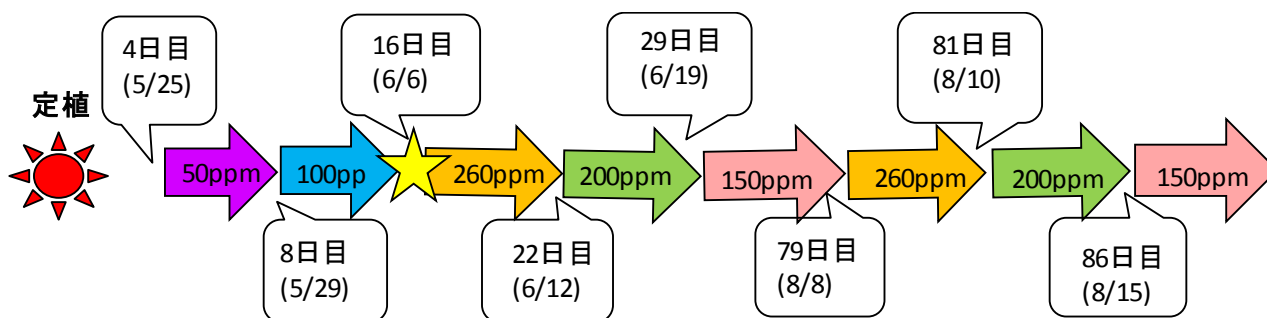 定植
4日目
(5/25)
50ppm
8日目
(5/29)
100pp
16日目
(6/6)
260ppm
22日目
(6/12)
200ppm
29日目
(6/19)
150ppm
79日目
(8/8)
260ppm
81日目
(8/10)
200ppm
86日目
(8/15)
150ppm